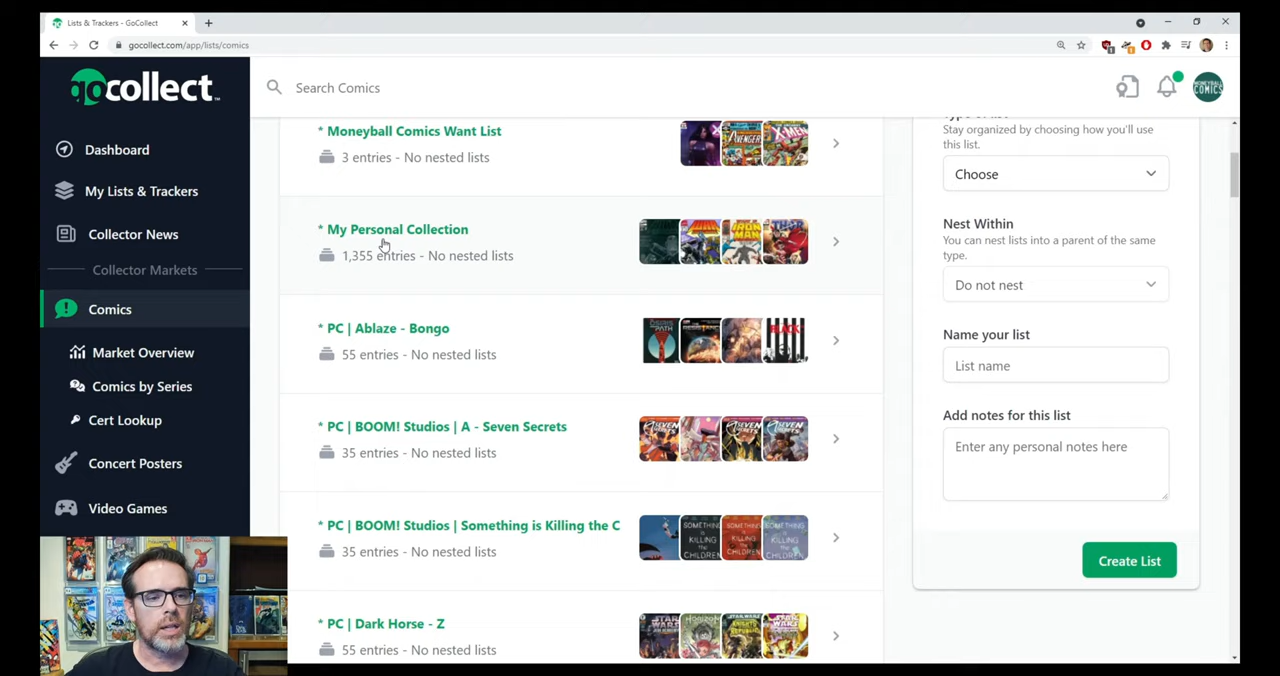 Lists & Trackers - GoCollect
gocollect.com/app/lists/comics
gocollect.™
Search Comics
MONEYBALL
COMICS
Dashboard
My Lists & Trackers
Collector News
Collector Markets
Comics
Market Overview
Comics by Series
Cert Lookup
Concert Posters
Video Games
* Moneyball Comics Want List
3 entries - No nested lists
* My Personal Collection
1,355 entries - No nested lists
* PC | Ablaze - Bongo
55 entries - No nested lists
* PC | BOOM! Studios | A - Seven Secrets
35 entries - No nested lists
* PC | BOOM! Studios | Something is Killing the C
35 entries - No nested lists
* PC | Dark Horse - Z
55 entries - No nested lists
Stay organized by choosing how you'll use
this list.
Choose
Nest Within
You can nest lists into a parent of the same
type.
Do not nest
Name your list
List name
Add notes for this list
Enter any personal notes here
Create List